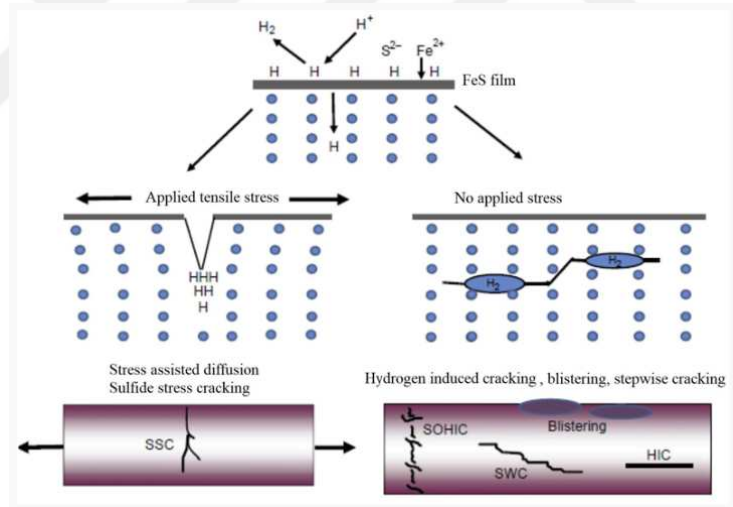 H₂
H⁺
S²⁻ Fe²⁺
H H H H H
FeS film
H
Applied tensile stress
No applied stress
HHH
HH
H
H₂
H₂
Stress assisted diffusion
Sulfide stress cracking
Hydrogen induced cracking , blistering, stepwise cracking
SSC
SOHIC
Blistering
SWC
HIC